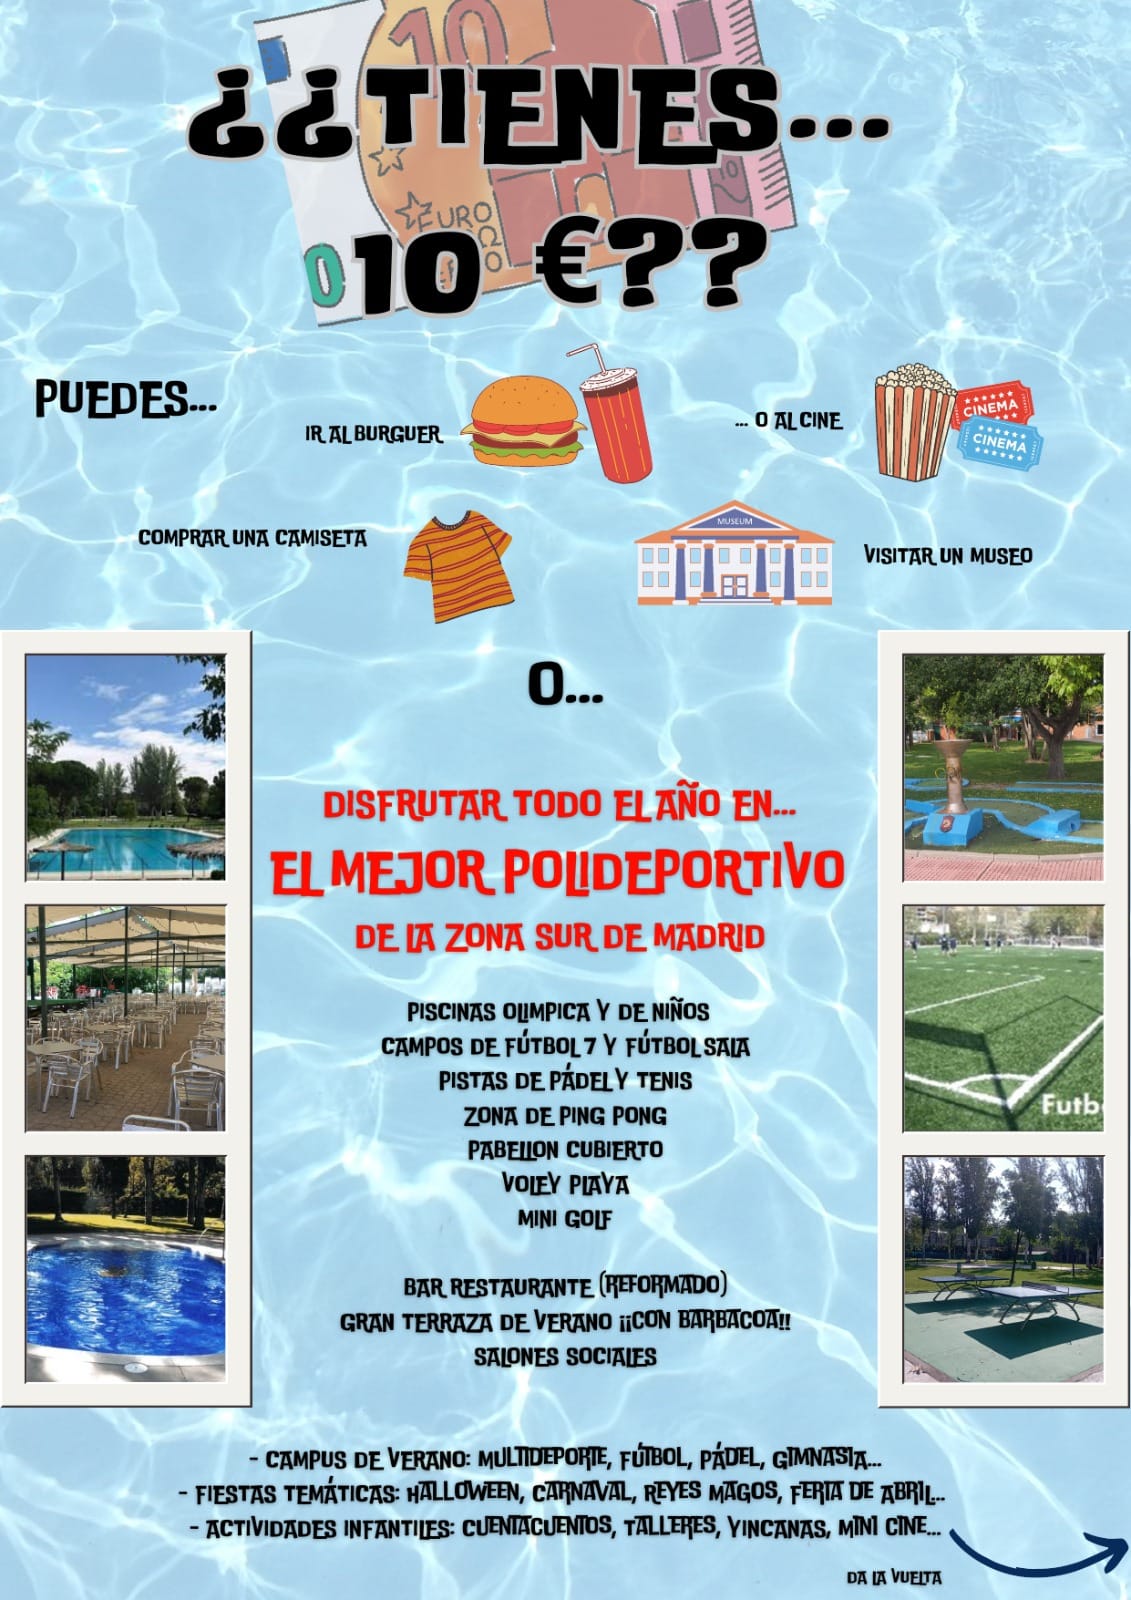 ¿¿TIENES...
10 €??
10
EURO
0
PUEDES...
IR AL BURGUER
... O AL CINE
CINEMA
CINEMA
COMPRAR UNA CAMISETA
MUSEUM
VISITAR UN MUSEO
O...
DISFRUTAR TODO EL AÑO EN...
EL MEJOR POLIDEPORTIVO
DE LA ZONA SUR DE MADRID
PISCINAS OLIMPICA Y DE NIÑOS
CAMPOS DE FÚTBOL 7 Y FÚTBOL SALA
PISTAS DE PÁDEL Y TENIS
ZONA DE PING PONG
PABELLON CUBIERTO
VOLEY PLAYA
MINI GOLF
Futb
BAR RESTAURANTE (REFORMADO)
GRAN TERRAZA DE VERANO ¡¡CON BARBACOA!!
SALONES SOCIALES
- CAMPUS DE VERANO: MULTIDEPORTE, FÚTBOL, PÁDEL, GIMNASIA...
- FIESTAS TEMÁTICAS: HALLOWEEN, CARNAVAL, REYES MAGOS, FERIA DE ABRIL...
- ACTIVIDADES INFANTILES: CUENTACUENTOS, TALLERES, YINCANAS, MINI CINE...
DA LA VUELTA